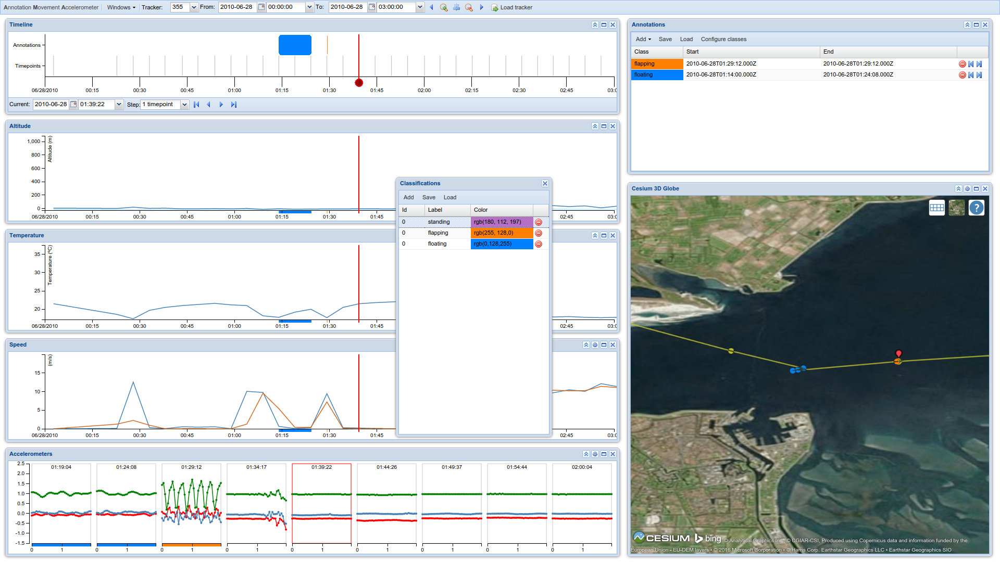 Annotation Movement Accelerometer Windows Tracker: 355 From: 2010-06-28 00:00:00 To: 2010-06-28 03:00:00 Load tracker
Timeline
Annotations
Timepoints
06/28/2010 00:15 00:30 00:45 01:00 01:15 01:30 01:45 02:00 02:15 02:30 02:45 03:0
Current: 2010-06-28 01:39:22 Step: 1 timepoint
Altitude
Altitude (m)
1,000
800
600
400
200
0
06/28/2010 00:15 00:30 00:45 01:00 01:15 01:30 01:45 02:45 03:0
Temperature
Temperature (°C)
35
30
25
20
06/28/2010 00:15 00:30 00:45 01:00 01:15 01:30 01:45 02:45 03:0
Speed
(m/s)
15
10
5
0
06/28/2010 00:15 00:30 00:45 01:00 01:15 01:30 01:45 02:45 03:0
Accelerometers
01:19:04 01:24:08 01:29:12 01:34:17 01:39:22 01:44:26 01:49:37 01:54:44 02:00:04
2.5
2.0
1.5
1.0
0.5
0.0
-0.5
-1.0
-1.5
0 1 0 1 0 1 0 1 0 1 0 1 0 1 0 1 0 1
Classifications
Add Save Load
Id Label Color
0 standing rgb(180, 112, 197)
0 flapping rgb(255, 128,0)
0 floating rgb(0,128,255)
Annotations
Add Save Load Configure classes
Class Start End
flapping 2010-06-28T01:29:12.000Z 2010-06-28T01:29:12.000Z
floating 2010-06-28T01:14:00.000Z 2010-06-28T01:24:08.000Z
Cesium 3D Globe
?
CESIUM bing © Analytical Graphics Inc., © CGIAR-CSI, Produced using Copernicus data and information funded by the
European Union - EU-DEM layers • © 2016 Microsoft Corporation • © Harris Corp, Earthstar Geographics LLC • Earthstar Geographics SIO